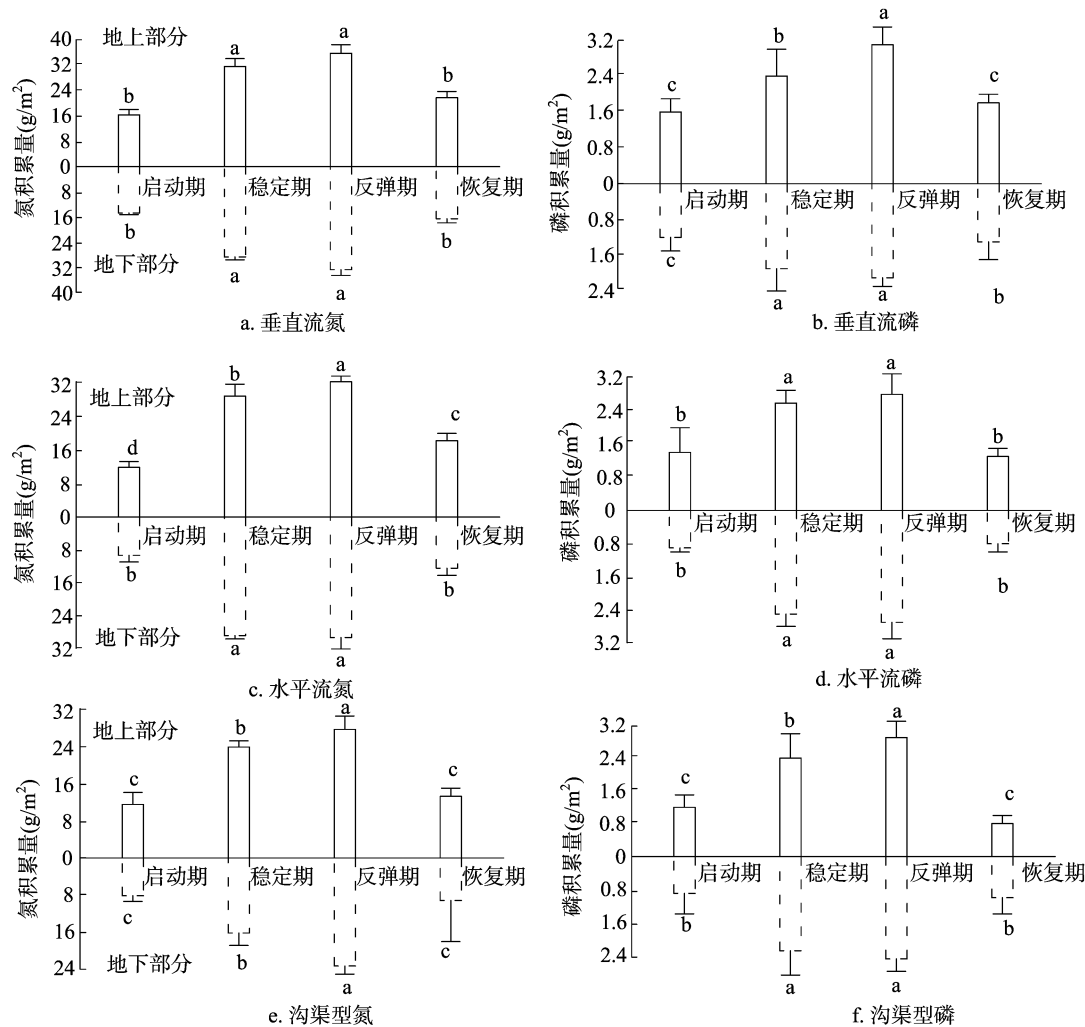 地上部分
氮积累量(g/m²)
40
32
24
16
8
0
8
16
24
32
40
b a a b
启动期 稳定期 反弹期 恢复期
b a a b
地下部分
a. 垂直流氮
磷积累量(g/m²)
3.2
2.4
1.6
0.8
0
0.8
1.6
2.4
c b a c
启动期 稳定期 反弹期 恢复期
c a a b
b. 垂直流磷
地上部分
氮积累量(g/m²)
32
24
16
8
0
8
16
24
32
d b a c
启动期 稳定期 反弹期 恢复期
b a a b
地下部分
c. 水平流氮
磷积累量(g/m²)
3.2
2.4
1.6
0.8
0
0.8
1.6
2.4
3.2
b a a b
启动期 稳定期 反弹期 恢复期
b a a b
d. 水平流磷
地上部分
氮积累量(g/m²)
32
24
16
8
0
8
16
24
c b a c
启动期 稳定期 反弹期 恢复期
c b a c
地下部分
e. 沟渠型氮
磷积累量(g/m²)
3.2
2.4
1.6
0.8
0
0.8
1.6
2.4
c b a c
启动期 稳定期 反弹期 恢复期
b a a b
f. 沟渠型磷